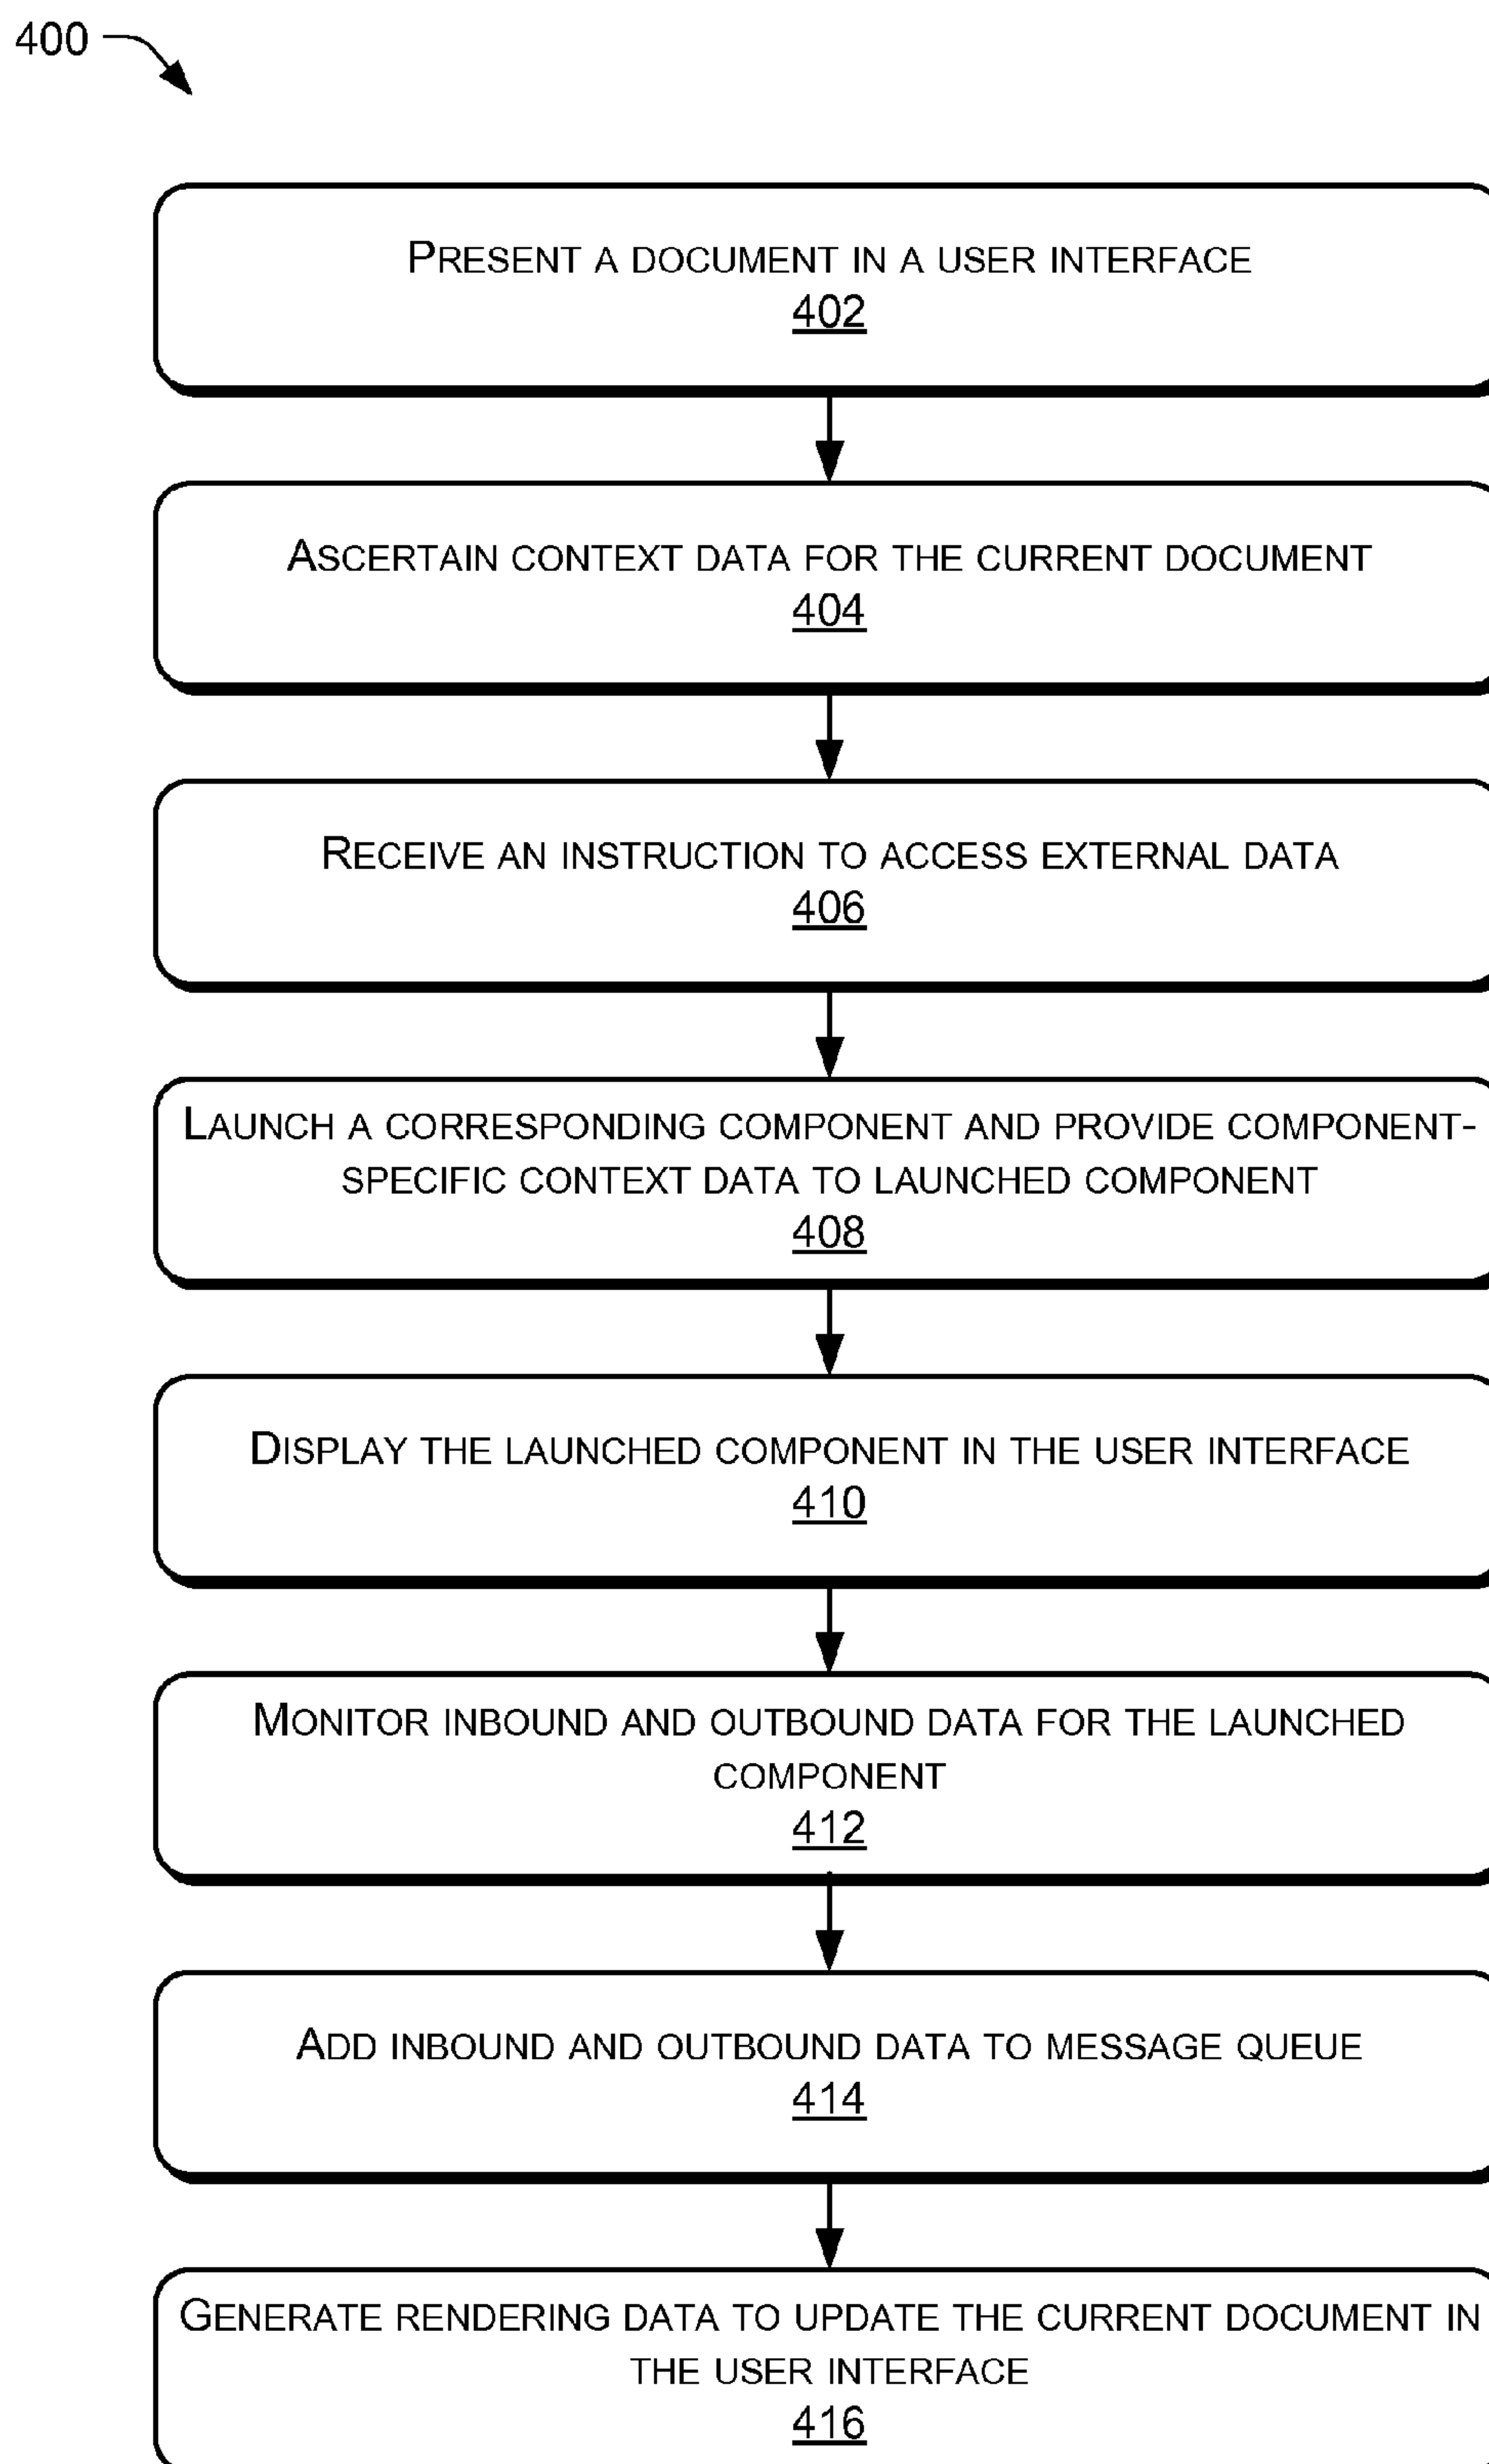 400
PRESENT A DOCUMENT IN A USER INTERFACE
402
ASCERTAIN CONTEXT DATA FOR THE CURRENT DOCUMENT
404
RECEIVE AN INSTRUCTION TO ACCESS EXTERNAL DATA
406
LAUNCH A CORRESPONDING COMPONENT AND PROVIDE COMPONENT-
SPECIFIC CONTEXT DATA TO LAUNCHED COMPONENT
408
DISPLAY THE LAUNCHED COMPONENT IN THE USER INTERFACE
410
MONITOR INBOUND AND OUTBOUND DATA FOR THE LAUNCHED
COMPONENT
412
ADD INBOUND AND OUTBOUND DATA TO MESSAGE QUEUE
414
GENERATE RENDERING DATA TO UPDATE THE CURRENT DOCUMENT IN
THE USER INTERFACE
416